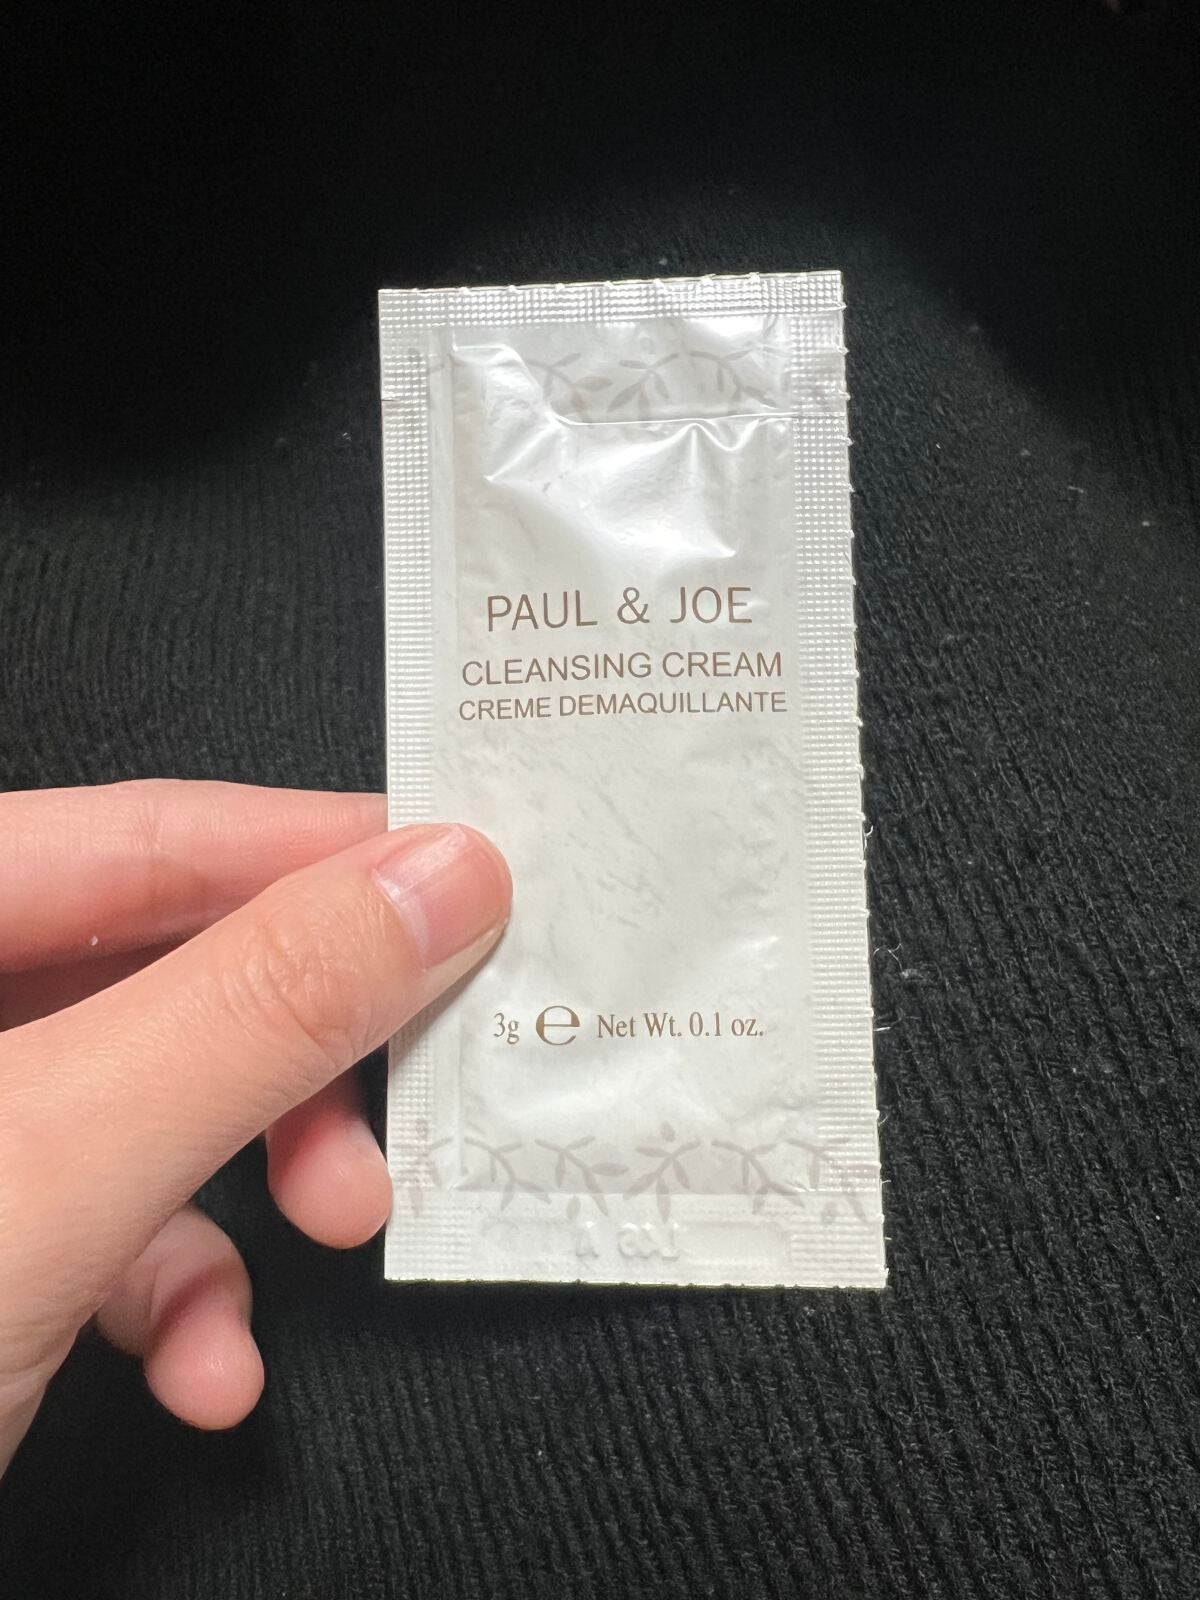 PAUL & JOE
CLEANSING CREAM
CREME DEMAQUILLANTE
3g ℮ Net Wt. 0.1 oz.